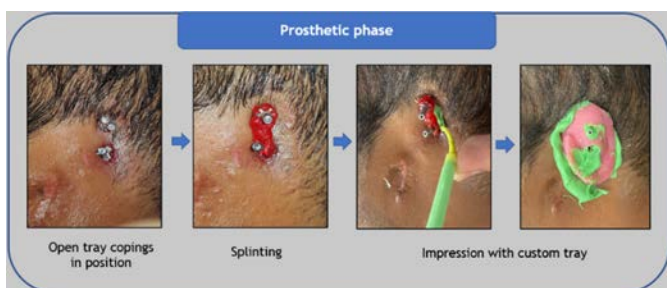 Prosthetic phase
Open tray copings
in position
Splinting
Impression with custom tray